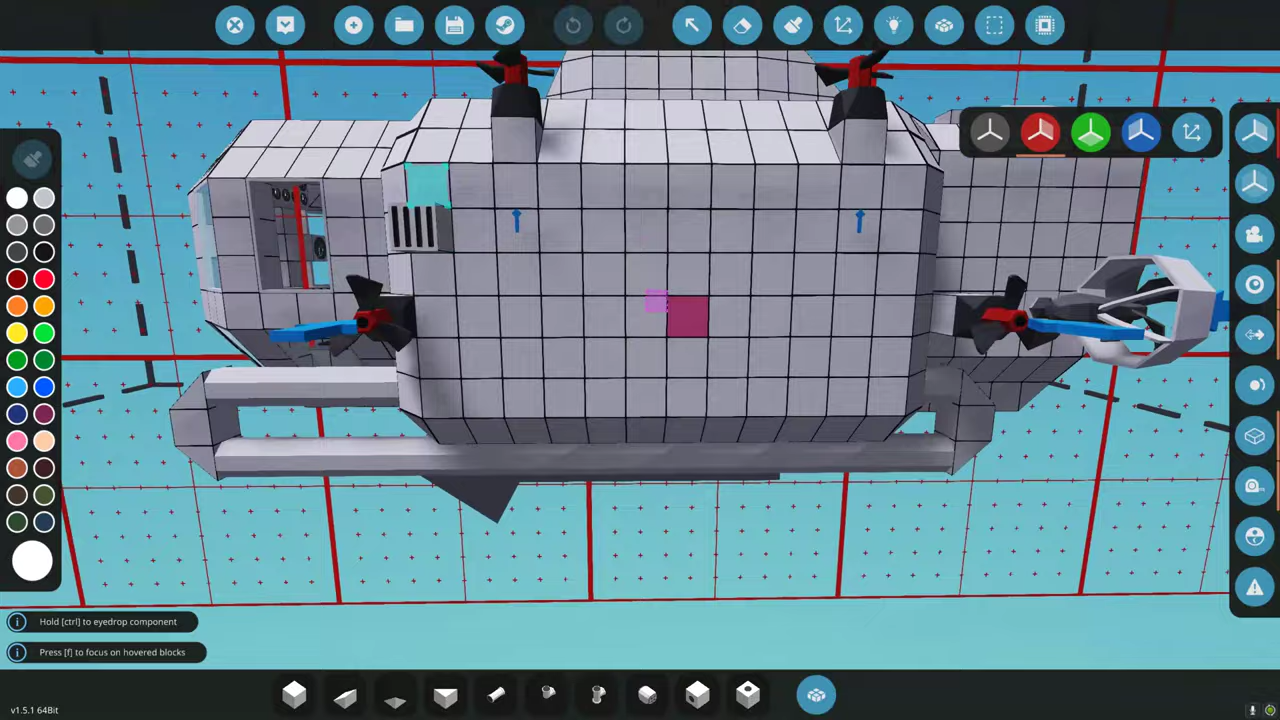 Hold [ctrl] to eyedrop component
Press [f] to focus on hovered blocks
v1.5.1 64Bit